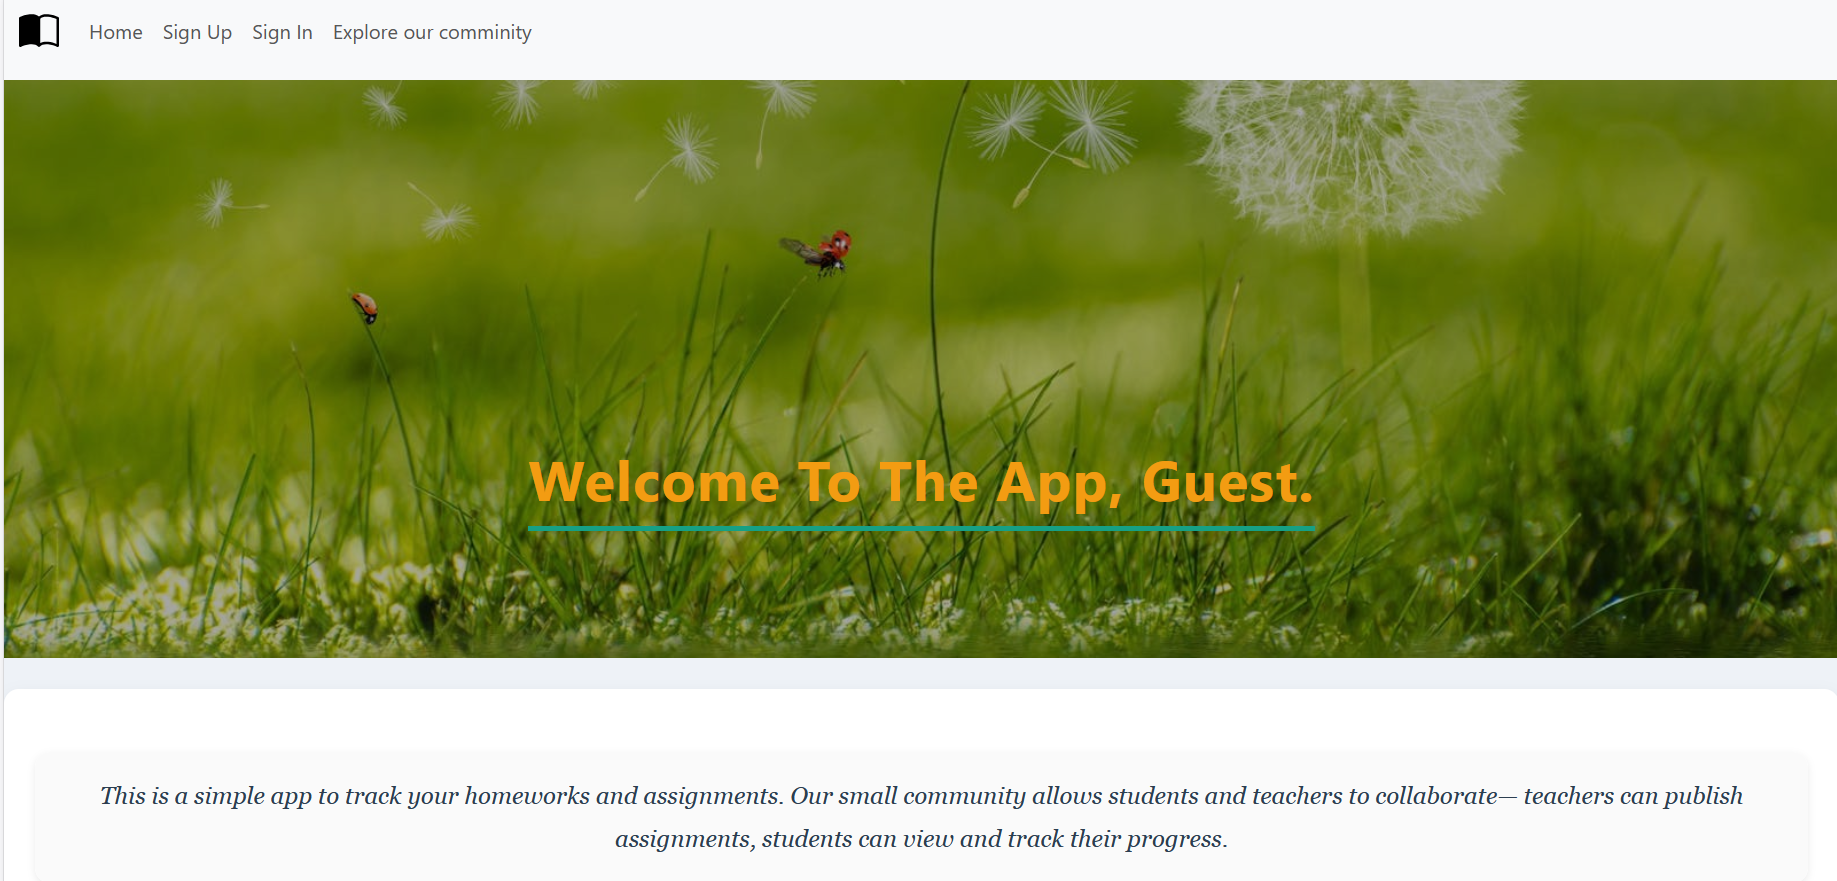 Home Sign Up Sign In Explore our comminity
Welcome To The App, Guest.
This is a simple app to track your homeworks and assignments. Our small community allows students and teachers to collaborate— teachers can publish
assignments, students can view and track their progress.